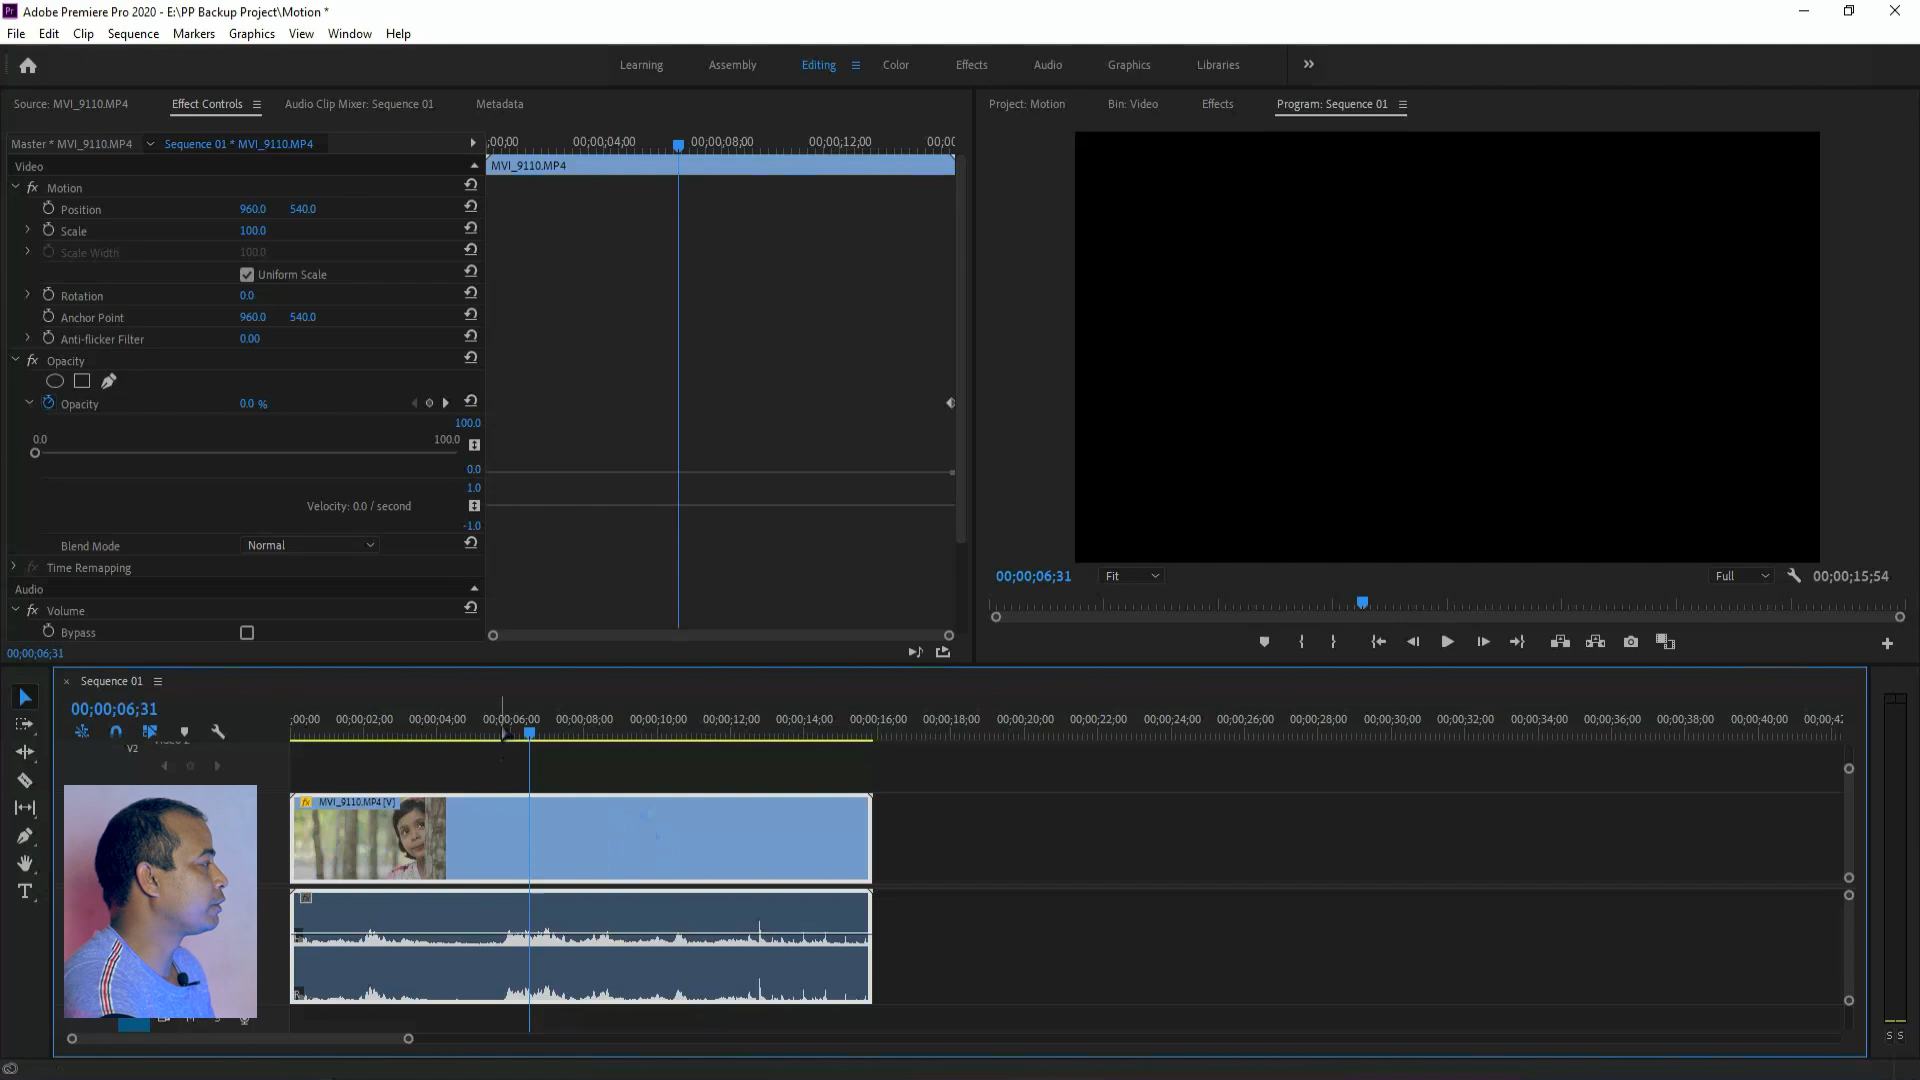 Adobe Premiere Pro 2020 - E:\PP Backup Project\Motion *
File Edit Clip Sequence Markers Graphics View Window Help
Learning Assembly Editing Color Effects Audio Graphics Libraries
Source: MVI_9110.MP4 Effect Controls Audio Clip Mixer: Sequence 01 Metadata
Project: Motion Bin: Video Effects Program: Sequence 01
Master * MVI_9110.MP4 Sequence 01 * MVI_9110.MP4
;00;00 00;00;04;00 00;00;08;00 00;00;12;00 00;0(
Video
MVI_9110.MP4
fx Motion
Position 960.0 540.0
Scale 100.0
Scale Width 100.0
Uniform Scale
Rotation 0.0
Anchor Point 960.0 540.0
Anti-flicker Filter 0.00
fx Opacity
Opacity 0.0 %
100.0
0.0 100.0
0.0
1.0
Velocity: 0.0 / second
-1.0
Blend Mode Normal
fx Time Remapping
Audio
fx Volume
Bypass
00;00;06;31
00;00;06;31 Fit Full 00;00;15;54
Sequence 01
00;00;06;31
;00;00 00;00;02;00 00;00;04;00 00;00;06;00 00;00;08;00 00;00;10;00 00;00;12;00 00;00;14;00 00;00;16;00 00;00;18;00 00;00;20;00 00;00;22;00 00;00;24;00 00;00;26;00 00;00;28;00 00;00;30;00 00;00;32;00 00;00;34;00 00;00;36;00 00;00;38;00 00;00;40;00 00;00;42
V2
fx MVI_9110.MP4 [V]
R
S S